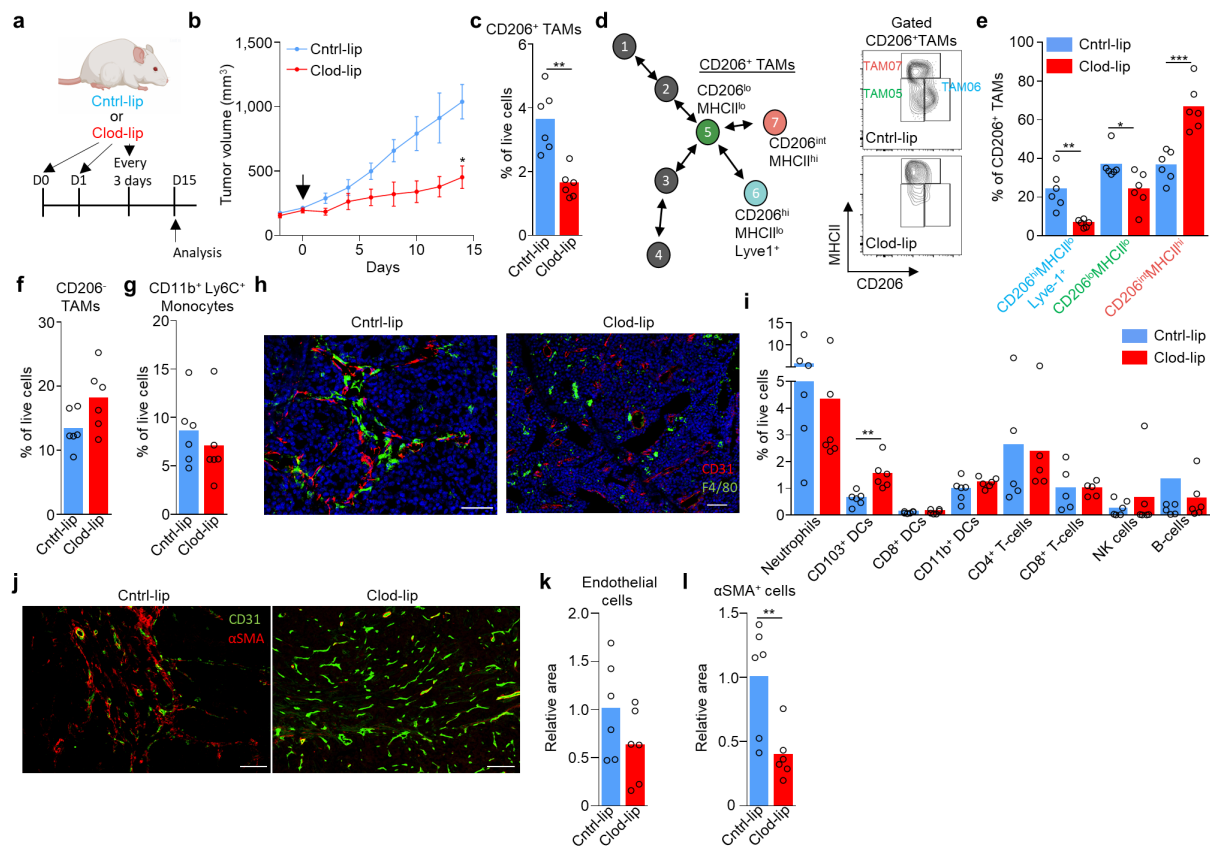 a
Cntrl-lip
or
Clod-lip
Every
3 days
D0
D1
D15
Analysis
b
Cntrl-lip
Clod-lip
Tumor volume (mm³)
1,500
1,000
500
0
0
5
10
15
*
Days
c
CD206⁺ TAMs
% of live cells
6
4
2
0
**
Cntrl-lip
Clod-lip
d
1
2
3
4
5
6
7
CD206⁺ TAMs
CD206ˡᵒ
MHCIIˡᵒ
CD206ⁱⁿᵗ
MHCIIʰⁱ
CD206ʰⁱ
MHCIIˡᵒ
Lyve1⁺
Gated
CD206⁺TAMs
TAM07
TAM05
TAM06
Cntrl-lip
Clod-lip
MHCII
CD206
e
Cntrl-lip
Clod-lip
% of CD206⁺ TAMs
100
80
60
40
20
0
**
*
***
CD206ʰⁱMHCIIˡᵒ
Lyve-1⁺
CD206ˡᵒMHCIIˡᵒ
CD206ⁱⁿᵗMHCIIʰⁱ
f
CD206⁻
TAMs
% of live cells
30
20
10
0
Cntrl-lip
Clod-lip
g
CD11b⁺ Ly6C⁺
Monocytes
% of live cells
20
15
10
5
0
Cntrl-lip
Clod-lip
h
Cntrl-lip
Clod-lip
CD31
F4/80
i
Cntrl-lip
Clod-lip
% of live cells
15
10
5
5
4
3
2
1
0
**
Neutrophils
CD103⁺ DCs
CD8⁺ DCs
CD11b⁺ DCs
CD4⁺ T-cells
CD8⁺ T-cells
NK cells
B-cells
j
Cntrl-lip
Clod-lip
CD31
αSMA
k
Endothelial
cells
Relative area
2.0
1.5
1.0
0.5
0
Cntrl-lip
Clod-lip
l
αSMA⁺ cells
Relative area
1.5
1.0
0.5
0
**
Cntrl-lip
Clod-lip